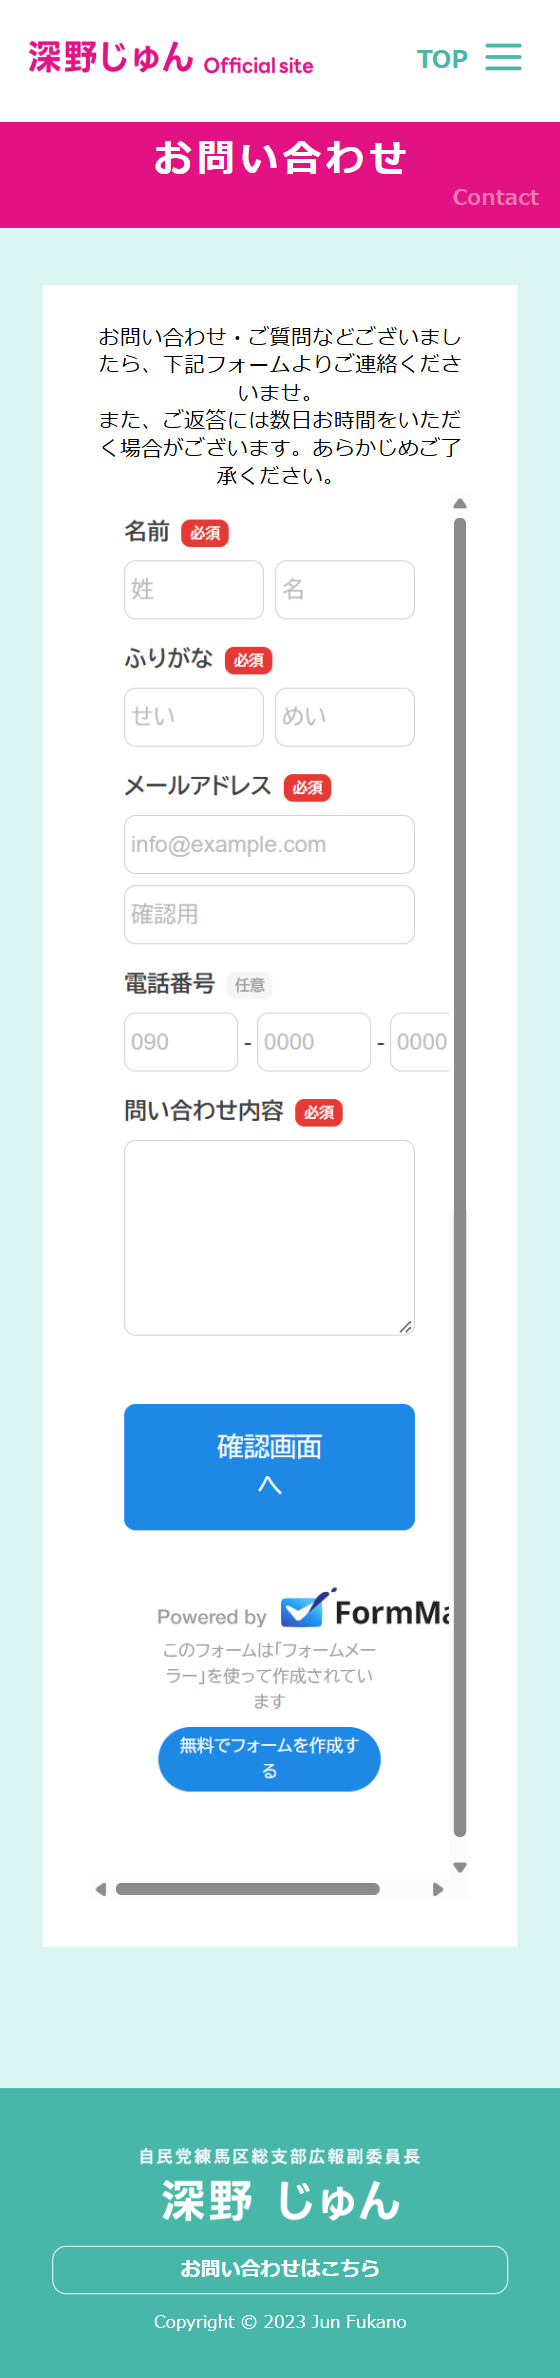 深野じゅん Official site
TOP
お問い合わせ
Contact
お問い合わせ・ご質問などございまし
たら、下記フォームよりご連絡くださ
いませ。
また、ご返答には数日お時間をいただ
く場合がございます。あらかじめご了
承ください。
名前 必須
姓 名
ふりがな 必須
せい めい
メールアドレス 必須
info@example.com
確認用
電話番号 任意
090 - 0000 - 0000
問い合わせ内容 必須
確認画面
へ
Powered by FormMa
このフォームは「フォームメー
ラー」を使って作成されてい
ます
無料でフォームを作成す
る
自民党練馬区総支部広報副委員長
深野 じゅん
お問い合わせはこちら
Copyright © 2023 Jun Fukano